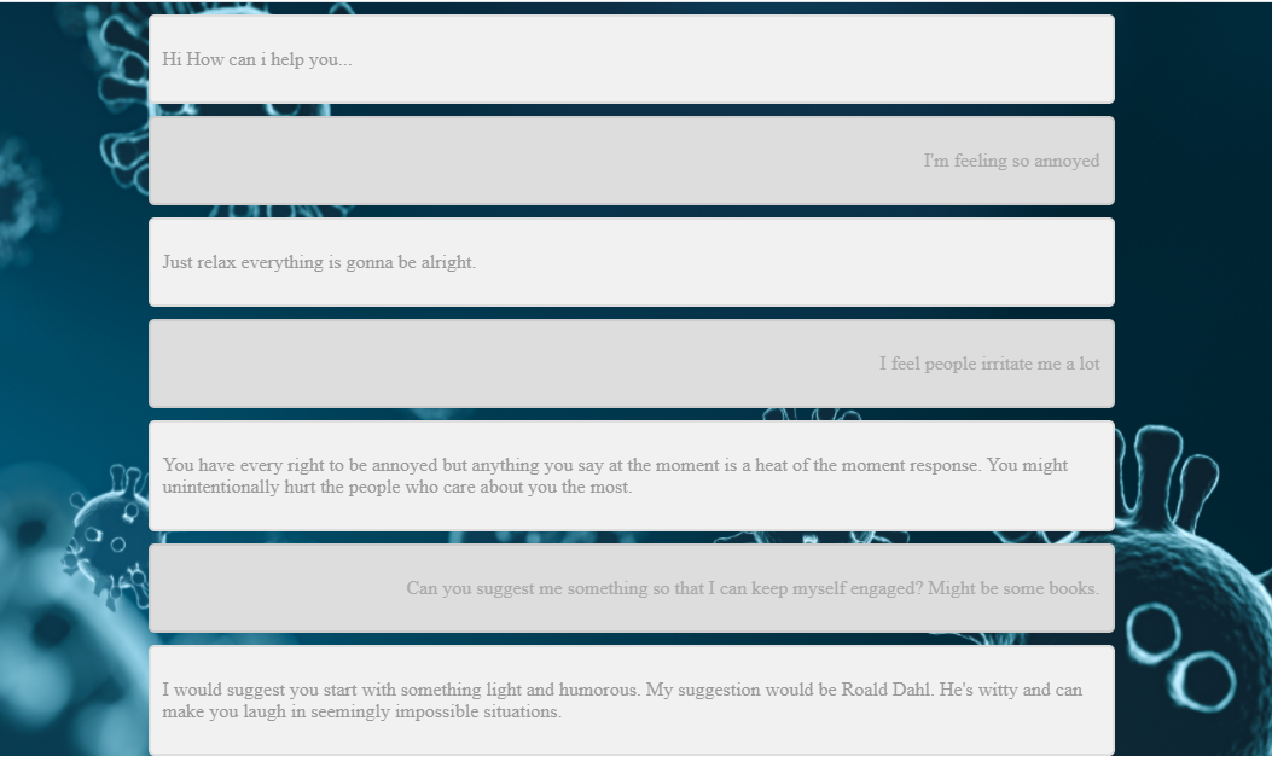 Hi How can i help you...
I'm feeling so annoyed
Just relax everything is gonna be alright.
I feel people irritate me a lot
You have every right to be annoyed but anything you say at the moment is a heat of the moment response. You might
unintentionally hurt the people who care about you the most.
Can you suggest me something so that I can keep myself engaged? Might be some books.
I would suggest you start with something light and humorous. My suggestion would be Roald Dahl. He's witty and can
make you laugh in seemingly impossible situations.